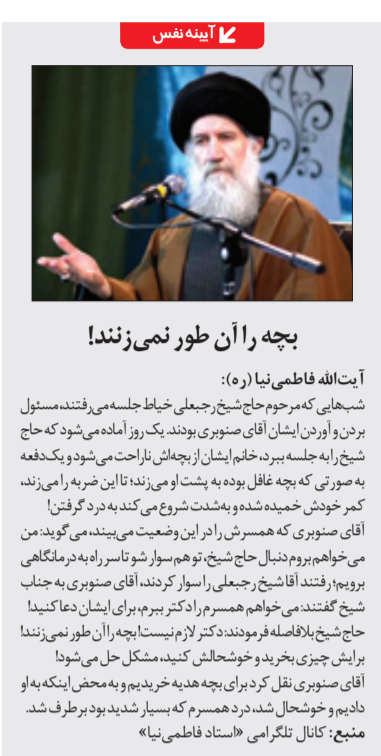 آیینه نفس
بچه را آن طور نمی‌زنند!
آیت‌الله فاطمی‌نیا (ره):
شب‌هایی که مرحوم حاج شیخ رجبعلی خیاط جلسه می‌رفتند، مسئول
بردن و آوردن ایشان آقای صنوبری بودند. یک روز آماده می‌شود که حاج
شیخ را به جلسه ببرد، خانم ایشان از بچه‌اش ناراحت می‌شود و یک‌دفعه
به صورتی که بچه غافل بوده به پشت او می‌زند؛ تا این ضربه را می‌زند،
کمر خودش خمیده شده و به‌شدت شروع می‌کند به درد گرفتن!
آقای صنوبری که همسرش را در این وضعیت می‌بیند، می‌گوید: من
می‌خواهم بروم دنبال حاج شیخ، تو هم سوار شو تا سر راه به درمانگاهی
برویم؛ رفتند آقا شیخ رجبعلی را سوار کردند، آقای صنوبری به جناب
شیخ گفتند: می‌خواهم همسرم را دکتر ببرم، برای ایشان دعا کنید!
حاج شیخ بلافاصله فرمودند: دکتر لازم نیست! بچه را آن طور نمی‌زنند!
برایش چیزی بخرید و خوشحالش کنید، مشکل حل می‌شود!
آقای صنوبری نقل کرد برای بچه هدیه خریدیم و به محض اینکه به او
دادیم و خوشحال شد، درد همسرم که بسیار شدید بود برطرف شد.
منبع: کانال تلگرامی «استاد فاطمی‌نیا»